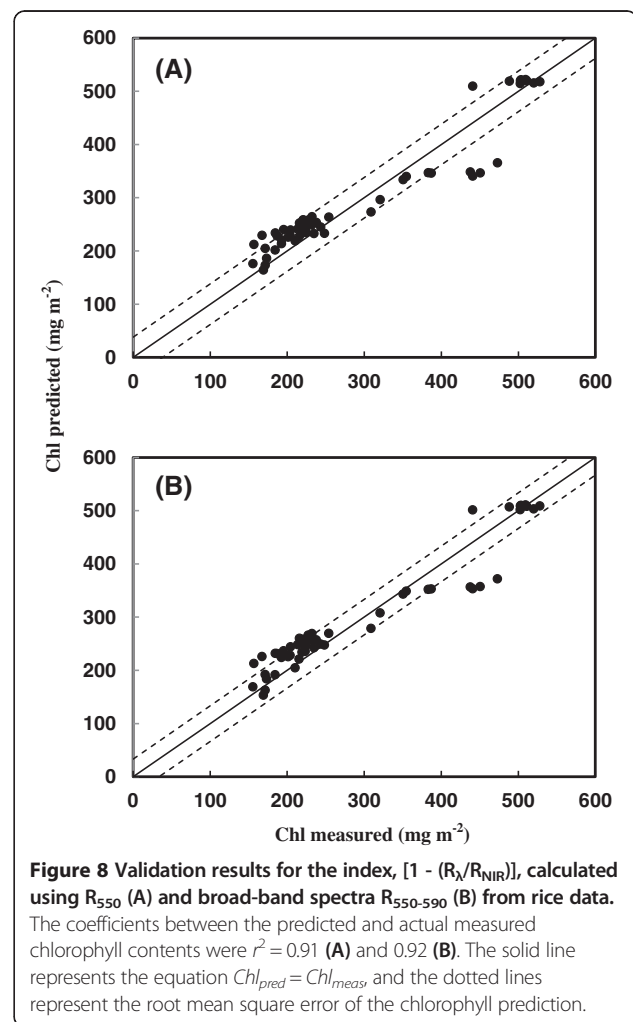 600
500
400
300
200
100
0
(A)
0 100 200 300 400 500 600
Chl predicted (mg m⁻²)
600
500
400
300
200
100
0
(B)
0 100 200 300 400 500 600
Chl measured (mg m⁻²)
Figure 8 Validation results for the index, [1 - (Rλ/RNIR)], calculated
using R550 (A) and broad-band spectra R550-590 (B) from rice data.
The coefficients between the predicted and actual measured
chlorophyll contents were r² = 0.91 (A) and 0.92 (B). The solid line
represents the equation Chlpred = Chlmeas, and the dotted lines
represent the root mean square error of the chlorophyll prediction.